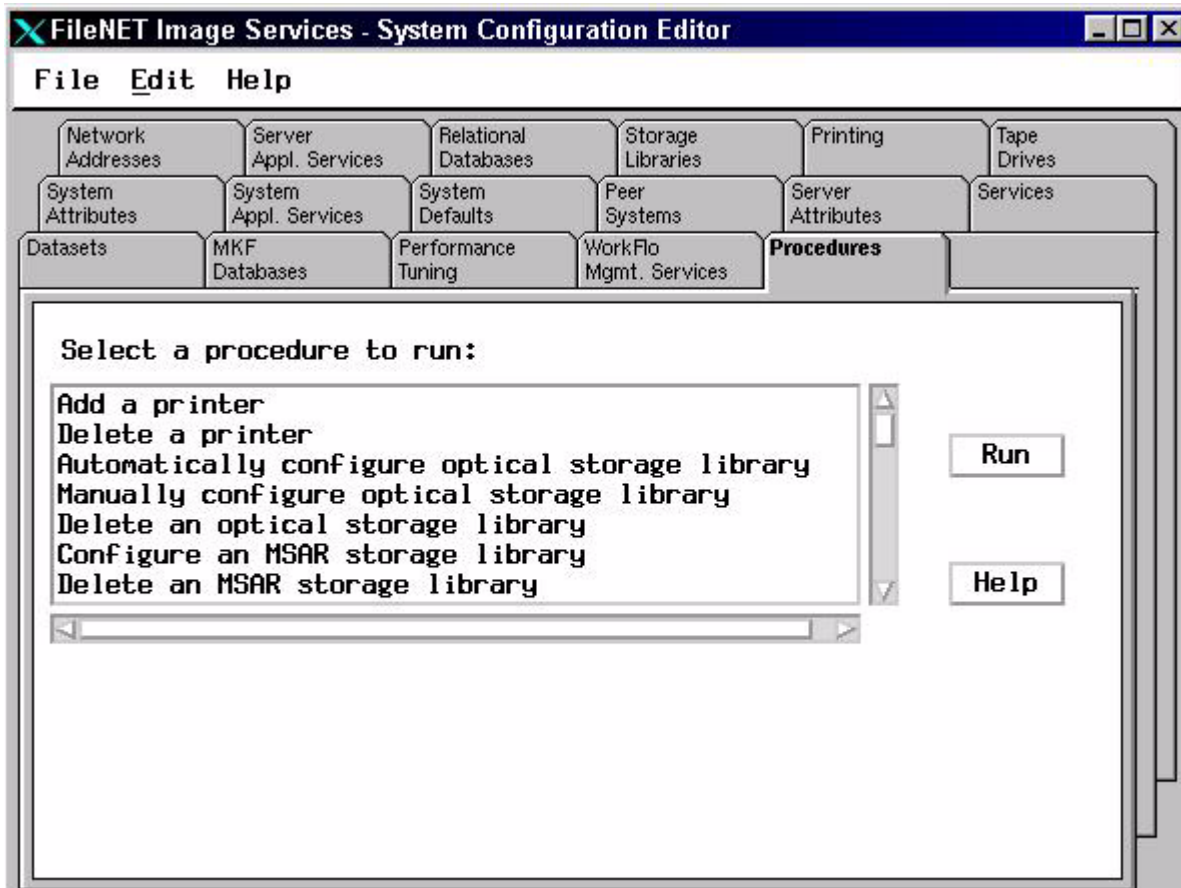 FileNET Image Services - System Configuration Editor
File Edit Help
Network
Addresses
Server
Appl. Services
Relational
Databases
Storage
Libraries
Printing
Tape
Drives
System
Attributes
System
Appl. Services
System
Defaults
Peer
Systems
Server
Attributes
Services
Datasets
MKF
Databases
Performance
Tuning
WorkFlo
Mgmt. Services
Procedures
Select a procedure to run:
Add a printer
Delete a printer
Automatically configure optical storage library
Manually configure optical storage library
Delete an optical storage library
Configure an MSAR storage library
Delete an MSAR storage library
Run
Help